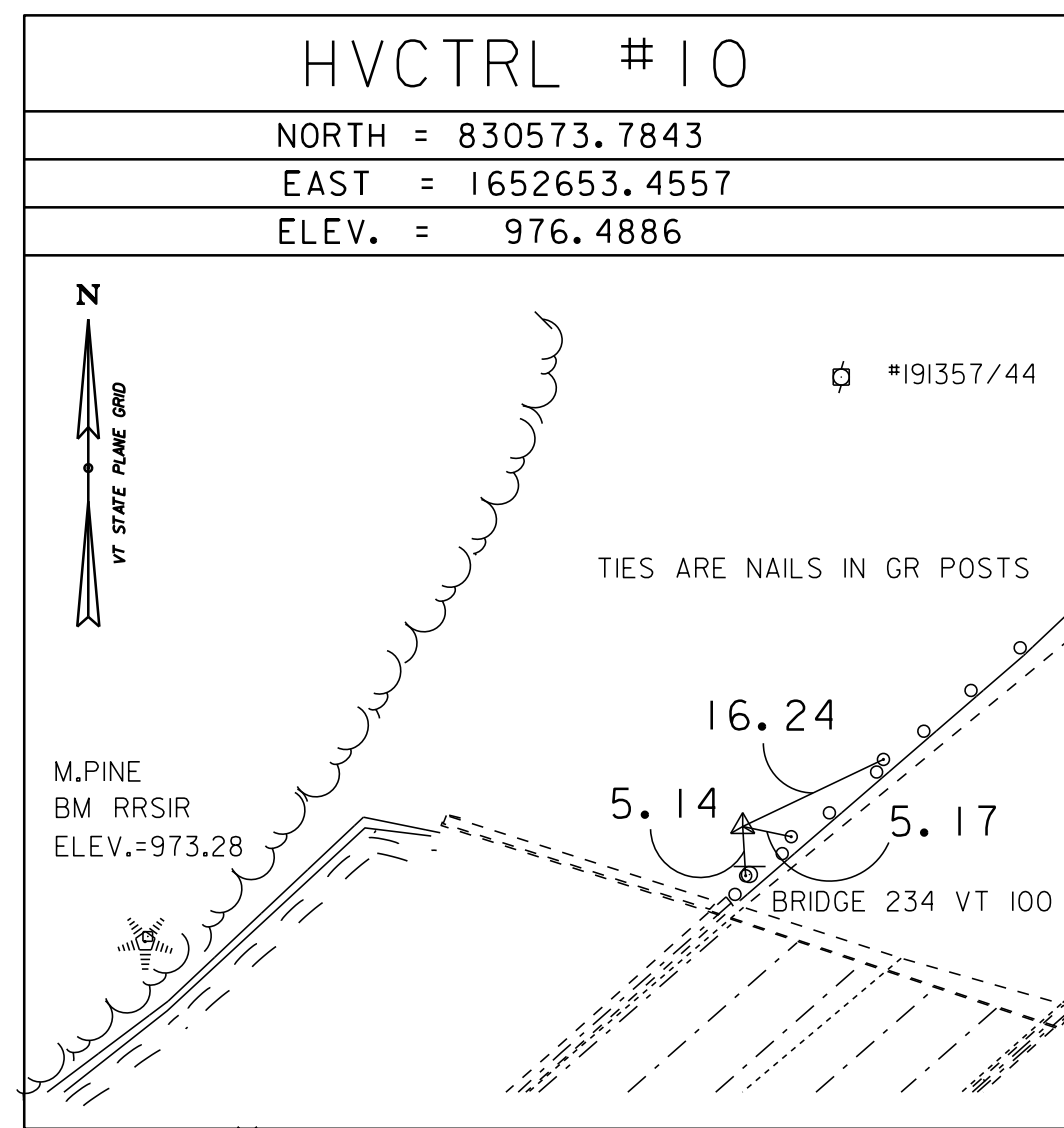 HVCTRL #10
NORTH = 830573.7843
EAST = 1652653.4557
ELEV. = 976.4886
N
VT STATE PLANE GRID
#191357/44
TIES ARE NAILS IN GR POSTS
16.24
M.PINE
BM RRSIR
ELEV.=973.28
5.14
5.17
BRIDGE 234 VT 100